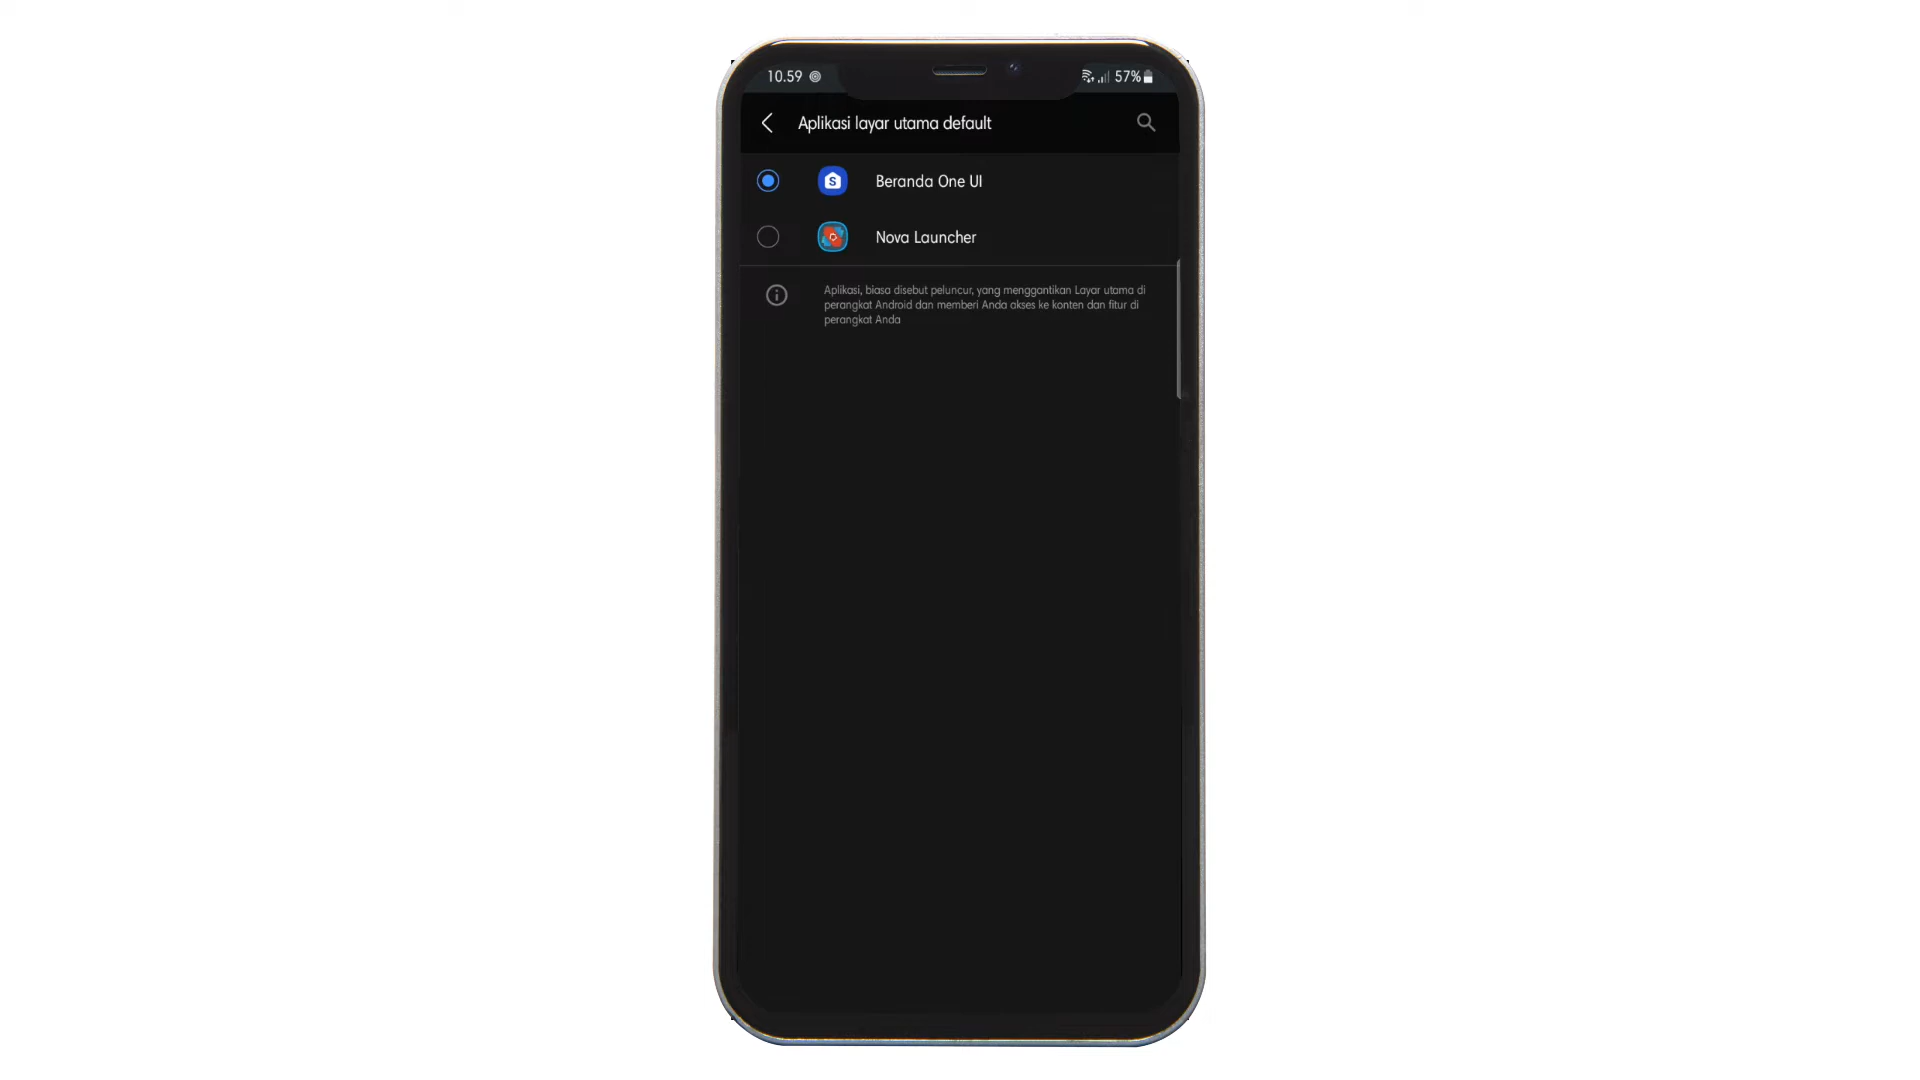 10.59
57%
Aplikasi layar utama default
Beranda One UI
Nova Launcher
Aplikasi, biasa disebut peluncur, yang menggantikan Layar utama di
perangkat Android dan memberi Anda akses ke konten dan fitur di
perangkat Anda